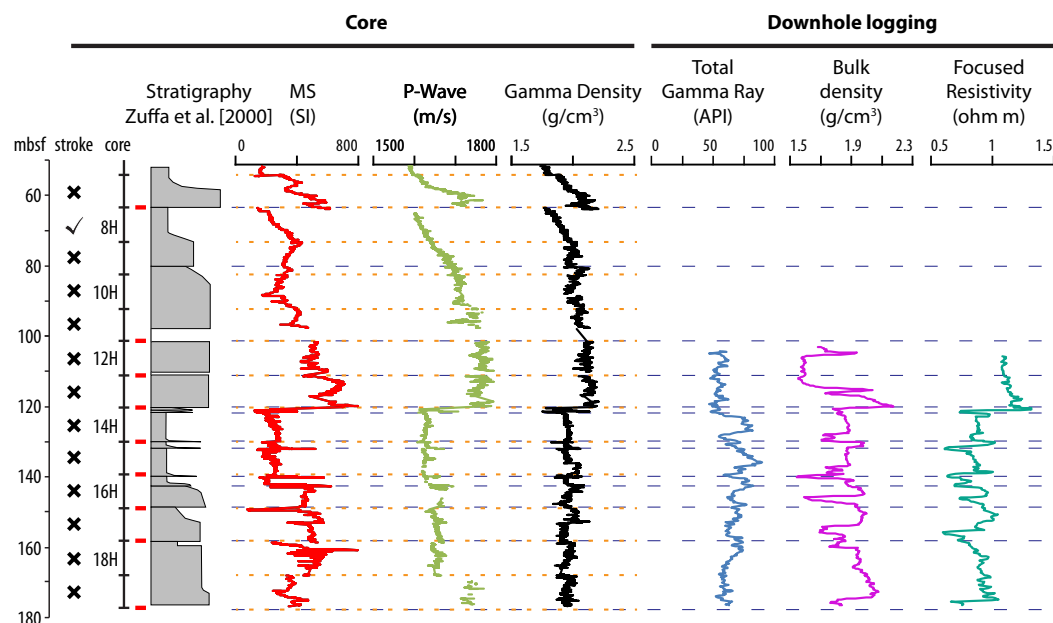 Core Downhole logging
Stratigraphy MS P-Wave Gamma Density Total Bulk Focused
Zuffa et al. [2000] (SI) (m/s) (g/cm³) Gamma Ray density Resistivity
(API) (g/cm³) (ohm m)
mbsf stroke core
0 800 1500 1800 1.5 2.5 0 50 100 1.5 1.9 2.3 0.5 1 1.5
60
8H
80
10H
100
12H
120
14H
140
16H
160
18H
180